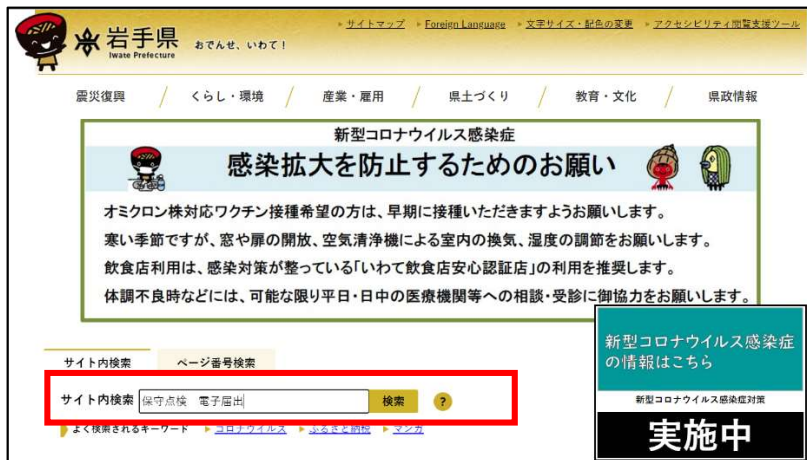 サイトマップ Foreign Language 文字サイズ・配色の変更 アクセシビリティ閲覧支援ツール
岩手県 おでんせ、いわて！
Iwate Prefecture
震災復興 / くらし・環境 / 産業・雇用 / 県土づくり / 教育・文化 / 県政情報
新型コロナウイルス感染症
感染拡大を防止するためのお願い
オミクロン株対応ワクチン接種希望の方は、早期に接種いただきますようお願いします。
寒い季節ですが、窓や扉の開放、空気清浄機による室内の換気、湿度の調節をお願いします。
飲食店利用は、感染対策が整っている「いわて飲食店安心認証店」の利用を推奨します。
体調不良時などには、可能な限り平日・日中の医療機関等への相談・受診に御協力をお願いします。
サイト内検索 ページ番号検索
サイト内検索 保守点検 電子届出 検索 ?
よく検索されるキーワード コロナウイルス ふるさと納税 マンガ
新型コロナウイルス感染症
の情報はこちら
新型コロナウイルス感染症対策
実施中